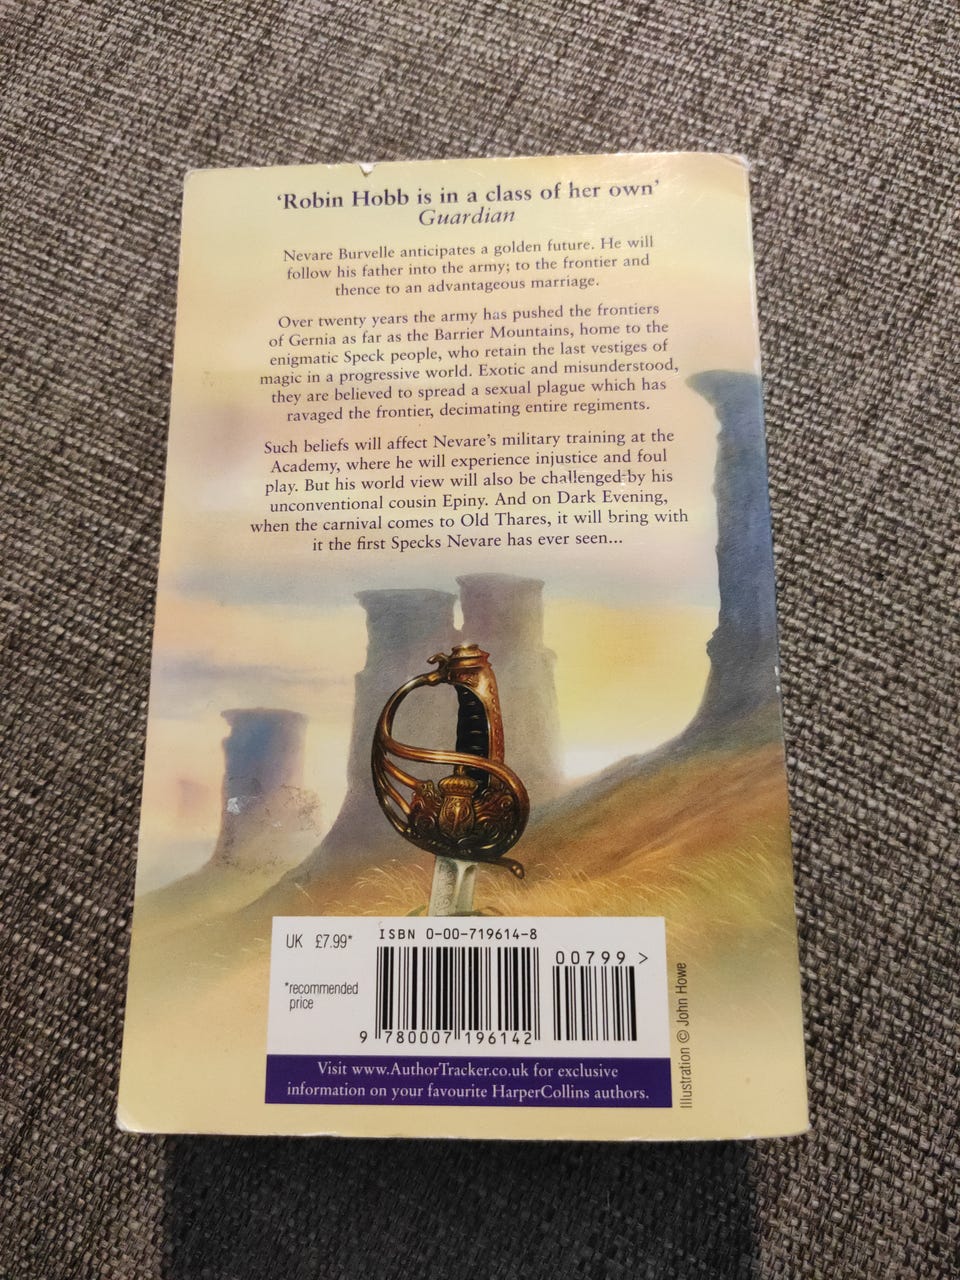 ‘Robin Hobb is in a class of her own’
Guardian
Nevare Burvelle anticipates a golden future. He will
follow his father into the army; to the frontier and
thence to an advantageous marriage.
Over twenty years the army has pushed the frontiers
of Gernia as far as the Barrier Mountains, home to the
enigmatic Speck people, who retain the last vestiges of
magic in a progressive world. Exotic and misunderstood,
they are believed to spread a sexual plague which has
ravaged the frontier, decimating entire regiments.
Such beliefs will affect Nevare’s military training at the
Academy, where he will experience injustice and foul
play. But his world view will also be challenged by his
unconventional cousin Epiny. And on Dark Evening,
when the carnival comes to Old Thares, it will bring with
it the first Specks Nevare has ever seen...
UK £7.99*
*recommended
price
ISBN 0-00-719614-8
00799 >
9 780007 196142
Visit www.AuthorTracker.co.uk for exclusive
information on your favourite HarperCollins authors.
Illustration © John Howe